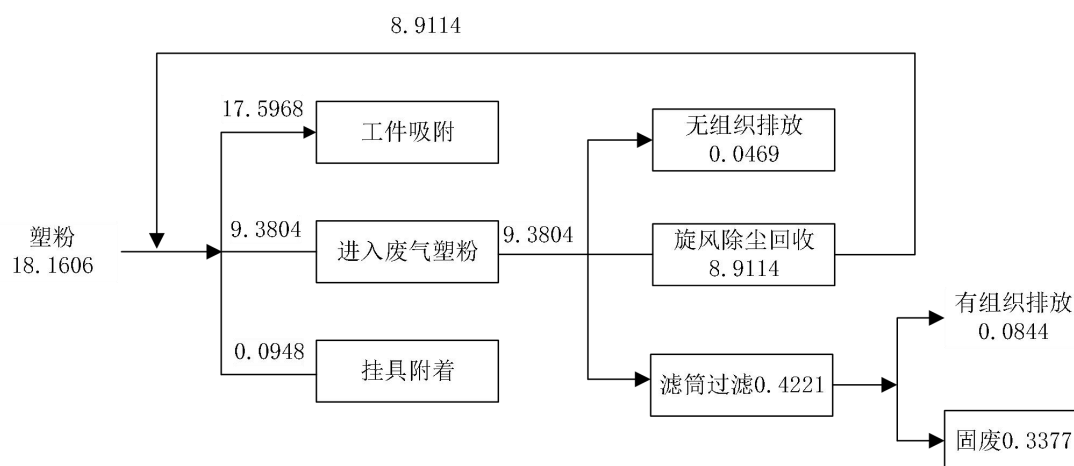 8.9114
17.5968
工件吸附
无组织排放
0.0469
塑粉
18.1606
9.3804
进入废气塑粉
9.3804
旋风除尘回收
8.9114
0.0948
挂具附着
滤筒过滤0.4221
有组织排放
0.0844
固废0.3377